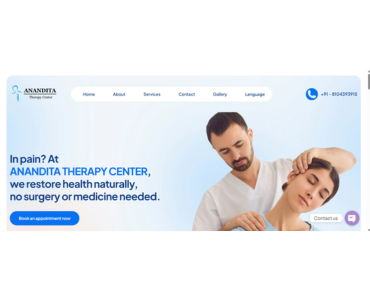 ANANDITA
Therapy Center
Home About Services Contact Gallery Language
+91 - 8104393915
In pain? At
ANANDITA THERAPY CENTER,
we restore health naturally,
no surgery or medicine needed.
Book an appointment now
Contact us